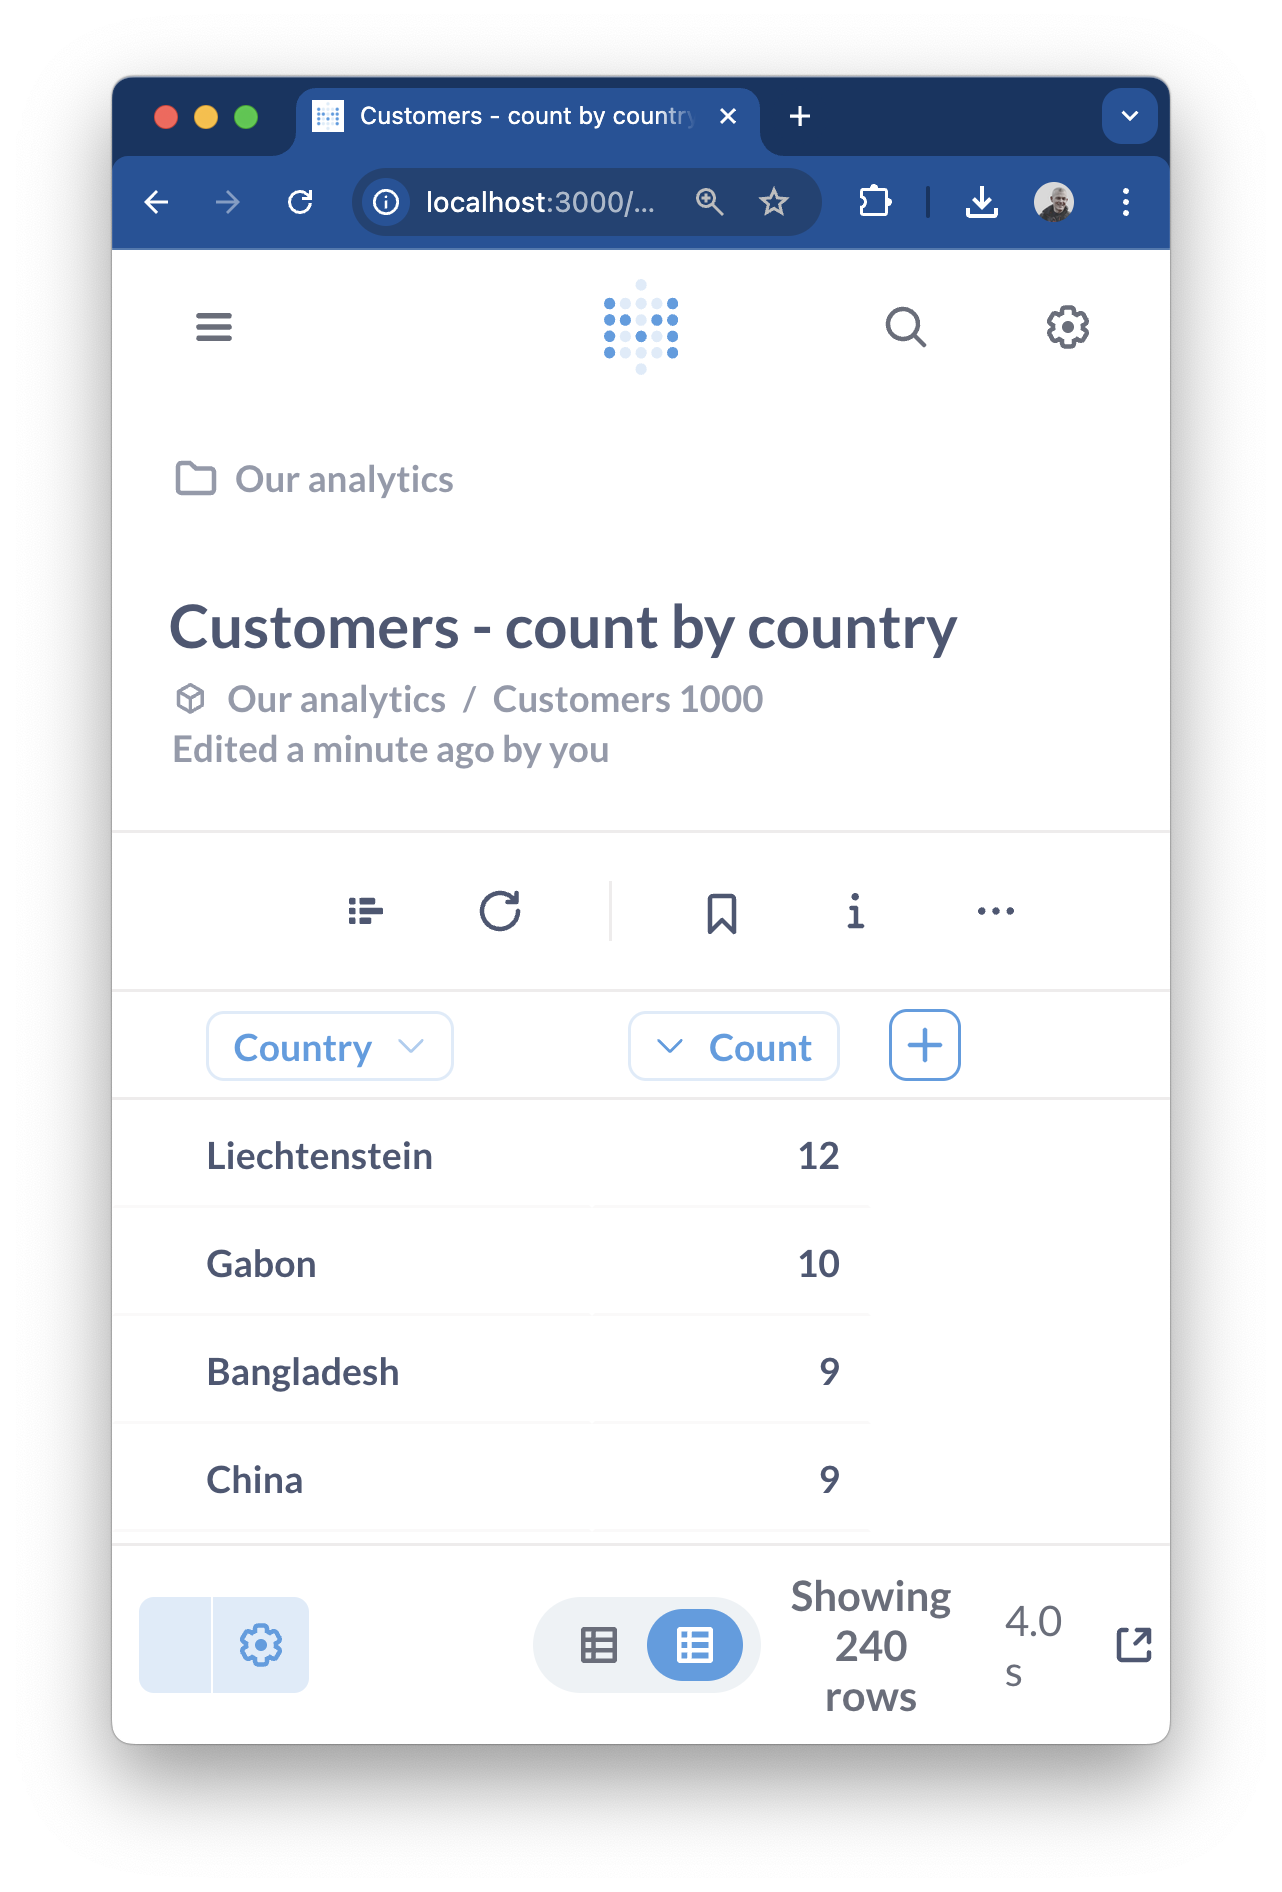 Customers - count by country
localhost:3000/...
Our analytics
Customers - count by country
Our analytics / Customers 1000
Edited a minute ago by you
Country
Count
Liechtenstein 12
Gabon 10
Bangladesh 9
China 9
Showing
240
rows
4.0
s